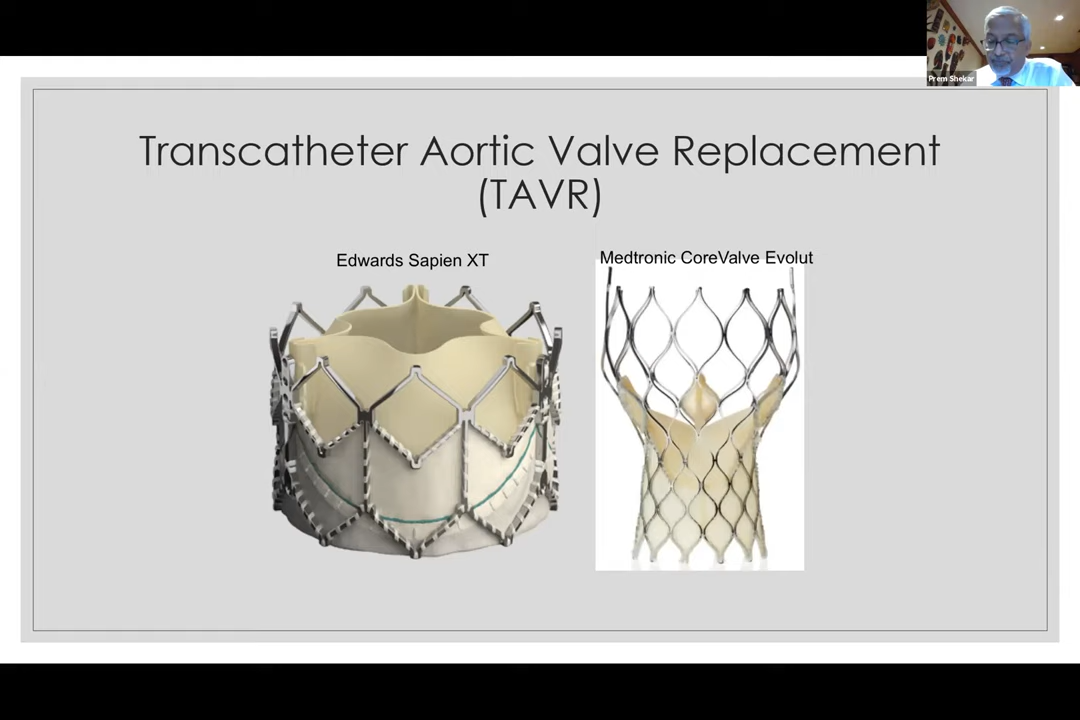 Prem Shekar
Transcatheter Aortic Valve Replacement
(TAVR)
Edwards Sapien XT
Medtronic CoreValve Evolut